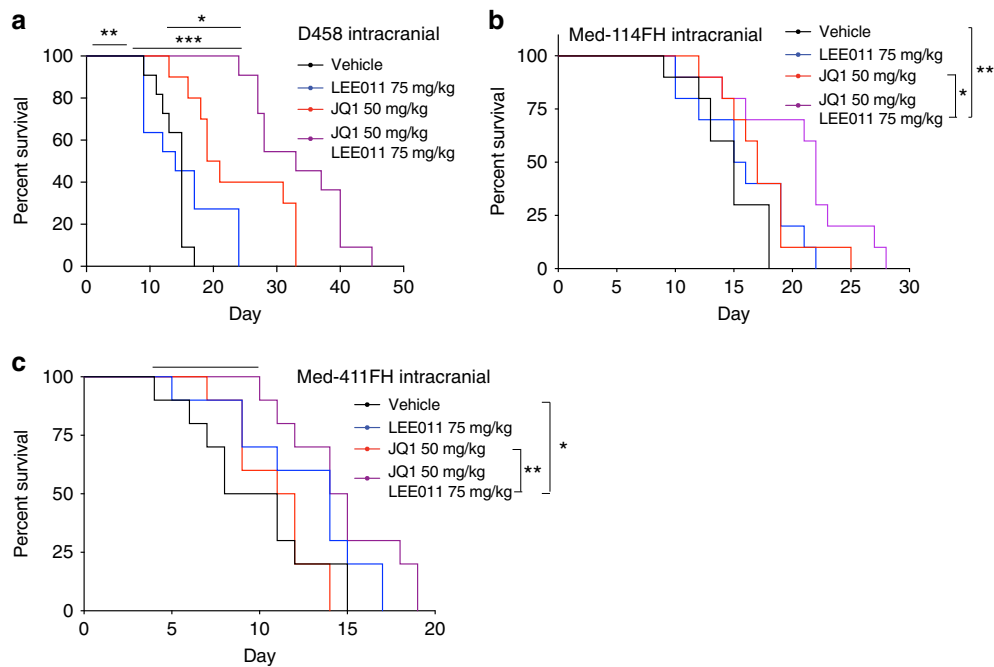 a
*
**
***
D458 intracranial
Vehicle
LEE011 75 mg/kg
JQ1 50 mg/kg
JQ1 50 mg/kg
LEE011 75 mg/kg
Percent survival
100
80
60
40
20
0
0 10 20 30 40 50
Day
b
Med-114FH intracranial
Vehicle
LEE011 75 mg/kg
JQ1 50 mg/kg
JQ1 50 mg/kg
LEE011 75 mg/kg
*
**
Percent survival
100
75
50
25
0
0 5 10 15 20 25 30
Day
c
Med-411FH intracranial
Vehicle
LEE011 75 mg/kg
JQ1 50 mg/kg
JQ1 50 mg/kg
LEE011 75 mg/kg
**
*
Percent survival
100
75
50
25
0
0 5 10 15 20
Day